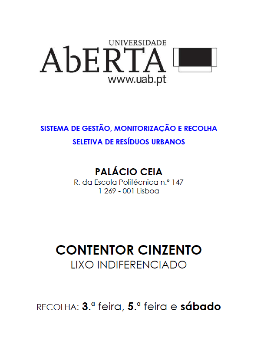 UNIVERSIDADE
AbERTA
www.uab.pt
SISTEMA DE GESTÃO, MONITORIZAÇÃO E RECOLHA
SELETIVA DE RESÍDUOS URBANOS
PALÁCIO CEIA
R. da Escola Politécnica n.º 147
1 269 - 001 Lisboa
CONTENTOR CINZENTO
LIXO INDIFERENCIADO
RECOLHA: 3.ª feira, 5.ª feira e sábado